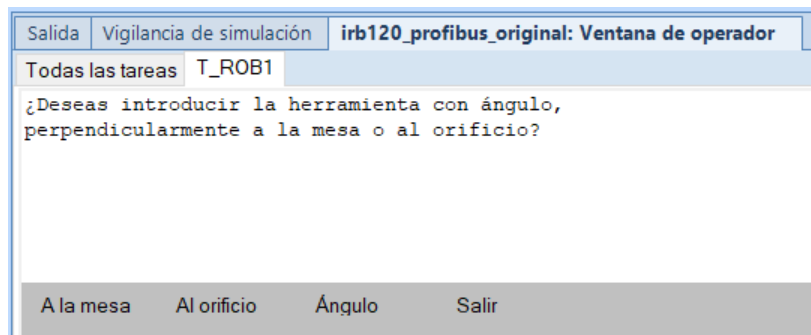 Salida Vigilancia de simulación irb120_profibus_original: Ventana de operador
Todas las tareas T_ROB1
¿Deseas introducir la herramienta con ángulo,
perpendicularmente a la mesa o al orificio?
A la mesa Al orificio Ángulo Salir